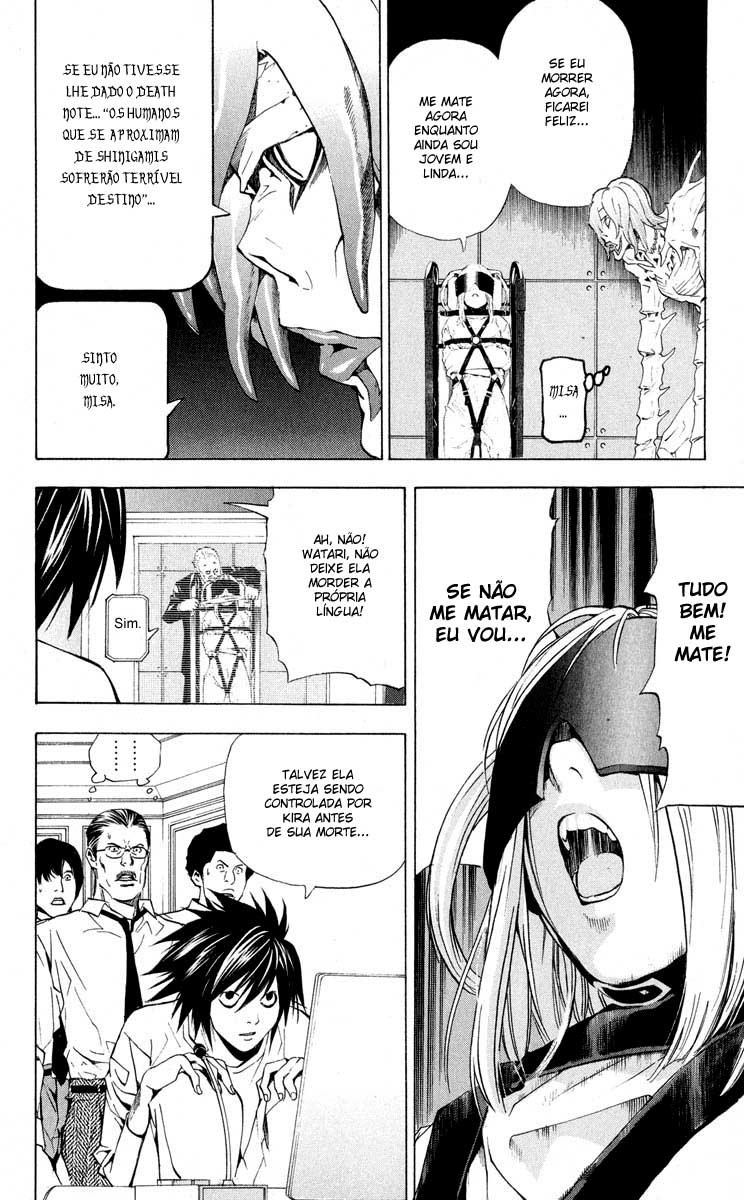 SE EU
MORRER
AGORA,
FICAREI
FELIZ...
ME MATE
AGORA
ENQUANTO
AINDA SOU
JOVEM E
LINDA...
MISA
...
SE EU NÃO TIVESSE
LHE DADO O DEATH
NOTE... "OS HUMANOS
QUE SE APROXIMAM
DE SHINIGAMIS
SOFRERÃO TERRÍVEL
DESTINO"...
SINTO
MUITO,
MISA.
TUDO
BEM!
ME
MATE!
SE NÃO
ME MATAR,
EU VOU...
AH, NÃO!
WATARI, NÃO
DEIXE ELA
MORDER A
PRÓPRIA
LÍNGUA!
Sim.
TALVEZ ELA
ESTEJA SENDO
CONTROLADA POR
KIRA ANTES
DE SUA MORTE...